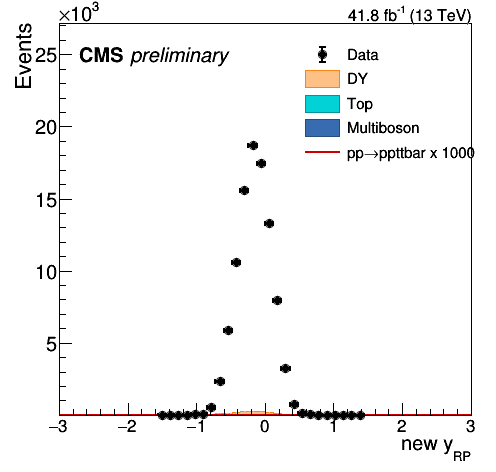 ×10³
41.8 fb⁻¹ (13 TeV)
Events
CMS preliminary
Data
DY
Top
Multiboson
pp→ppttbar x 1000
25
20
15
10
5
−3 −2 −1 0 1 2 3
new y_RP